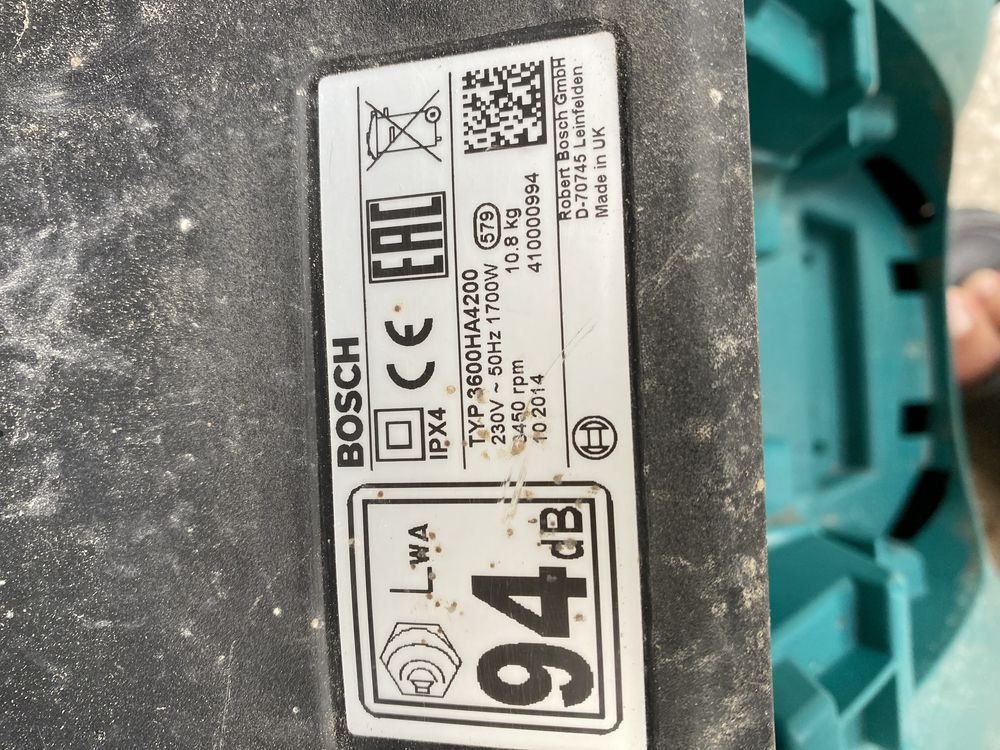 BOSCH
IPX4
CE
EAC
TYP 3600HA4200
230V ~ 50Hz 1700W
579
3450 rpm
10.8 kg
10 2014
410000994
Robert Bosch GmbH
D-70745 Leinfelden
Made in UK
LWA
94 dB